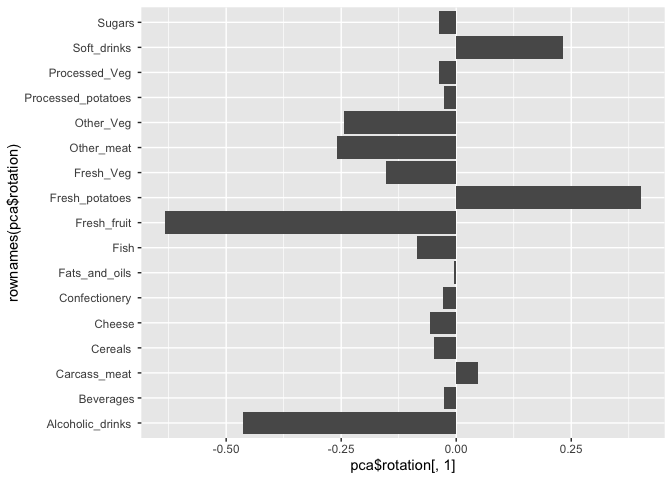 Sugars
Soft_drinks
Processed_Veg
Processed_potatoes
Other_Veg
Other_meat
Fresh_Veg
Fresh_potatoes
Fresh_fruit
Fish
Fats_and_oils
Confectionery
Cheese
Cereals
Carcass_meat
Beverages
Alcoholic_drinks
rownames(pca$rotation)
-0.50 -0.25 0.00 0.25
pca$rotation[, 1]